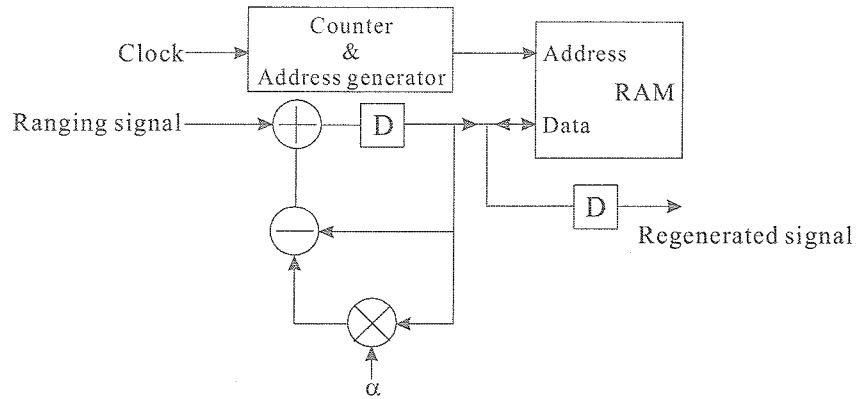 Counter
&
Address generator
Clock
Address
RAM
Data
Ranging signal
D
D
Regenerated signal
α